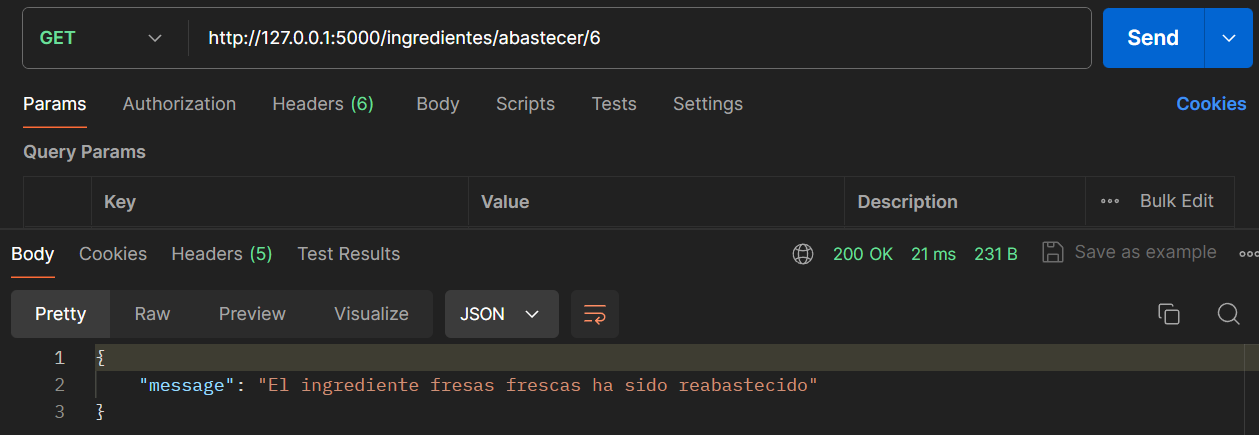 GET http://127.0.0.1:5000/ingredientes/abastecer/6 Send
Params Authorization Headers (6) Body Scripts Tests Settings Cookies
Query Params
Key Value Description Bulk Edit
Body Cookies Headers (5) Test Results 200 OK 21 ms 231 B Save as example
Pretty Raw Preview Visualize JSON
1 {
2 "message": "El ingrediente fresas frescas ha sido reabastecido"
3 }